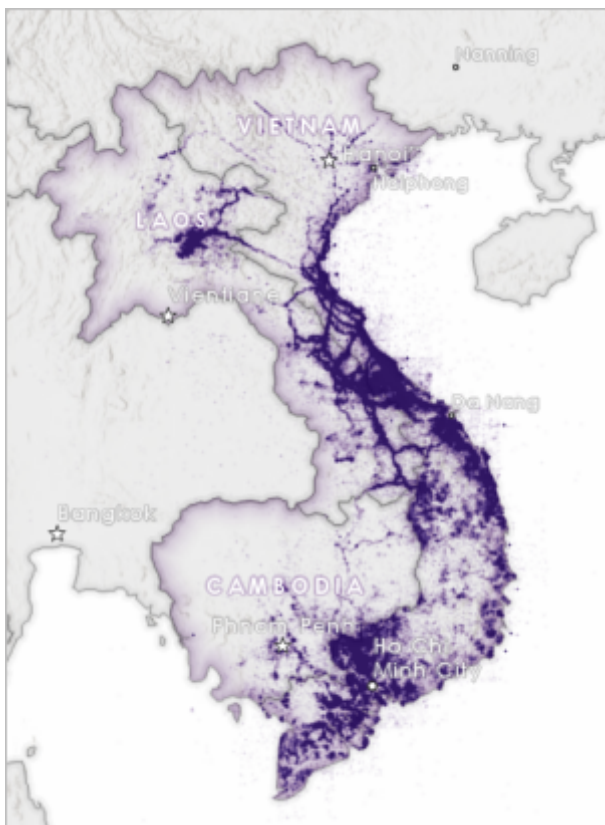 Nanning
VIETNAM
Hanoi
Haiphong
LAOS
Vientiane
Da Nang
Bangkok
CAMBODIA
Phnom Penh
Ho Chi
Minh City